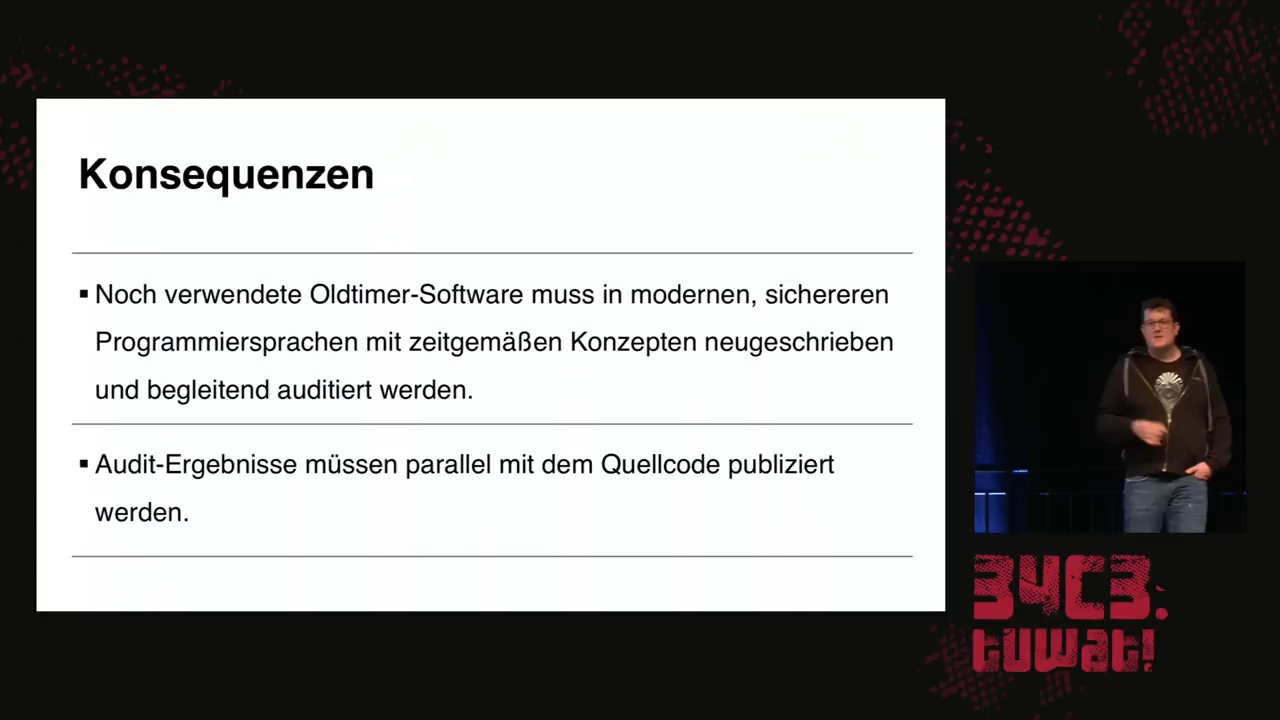 Konsequenzen
▪ Noch verwendete Oldtimer-Software muss in modernen, sichereren
Programmiersprachen mit zeitgemäßen Konzepten neugeschrieben
und begleitend auditiert werden.
▪ Audit-Ergebnisse müssen parallel mit dem Quellcode publiziert
werden.
34C3.
tuwat!